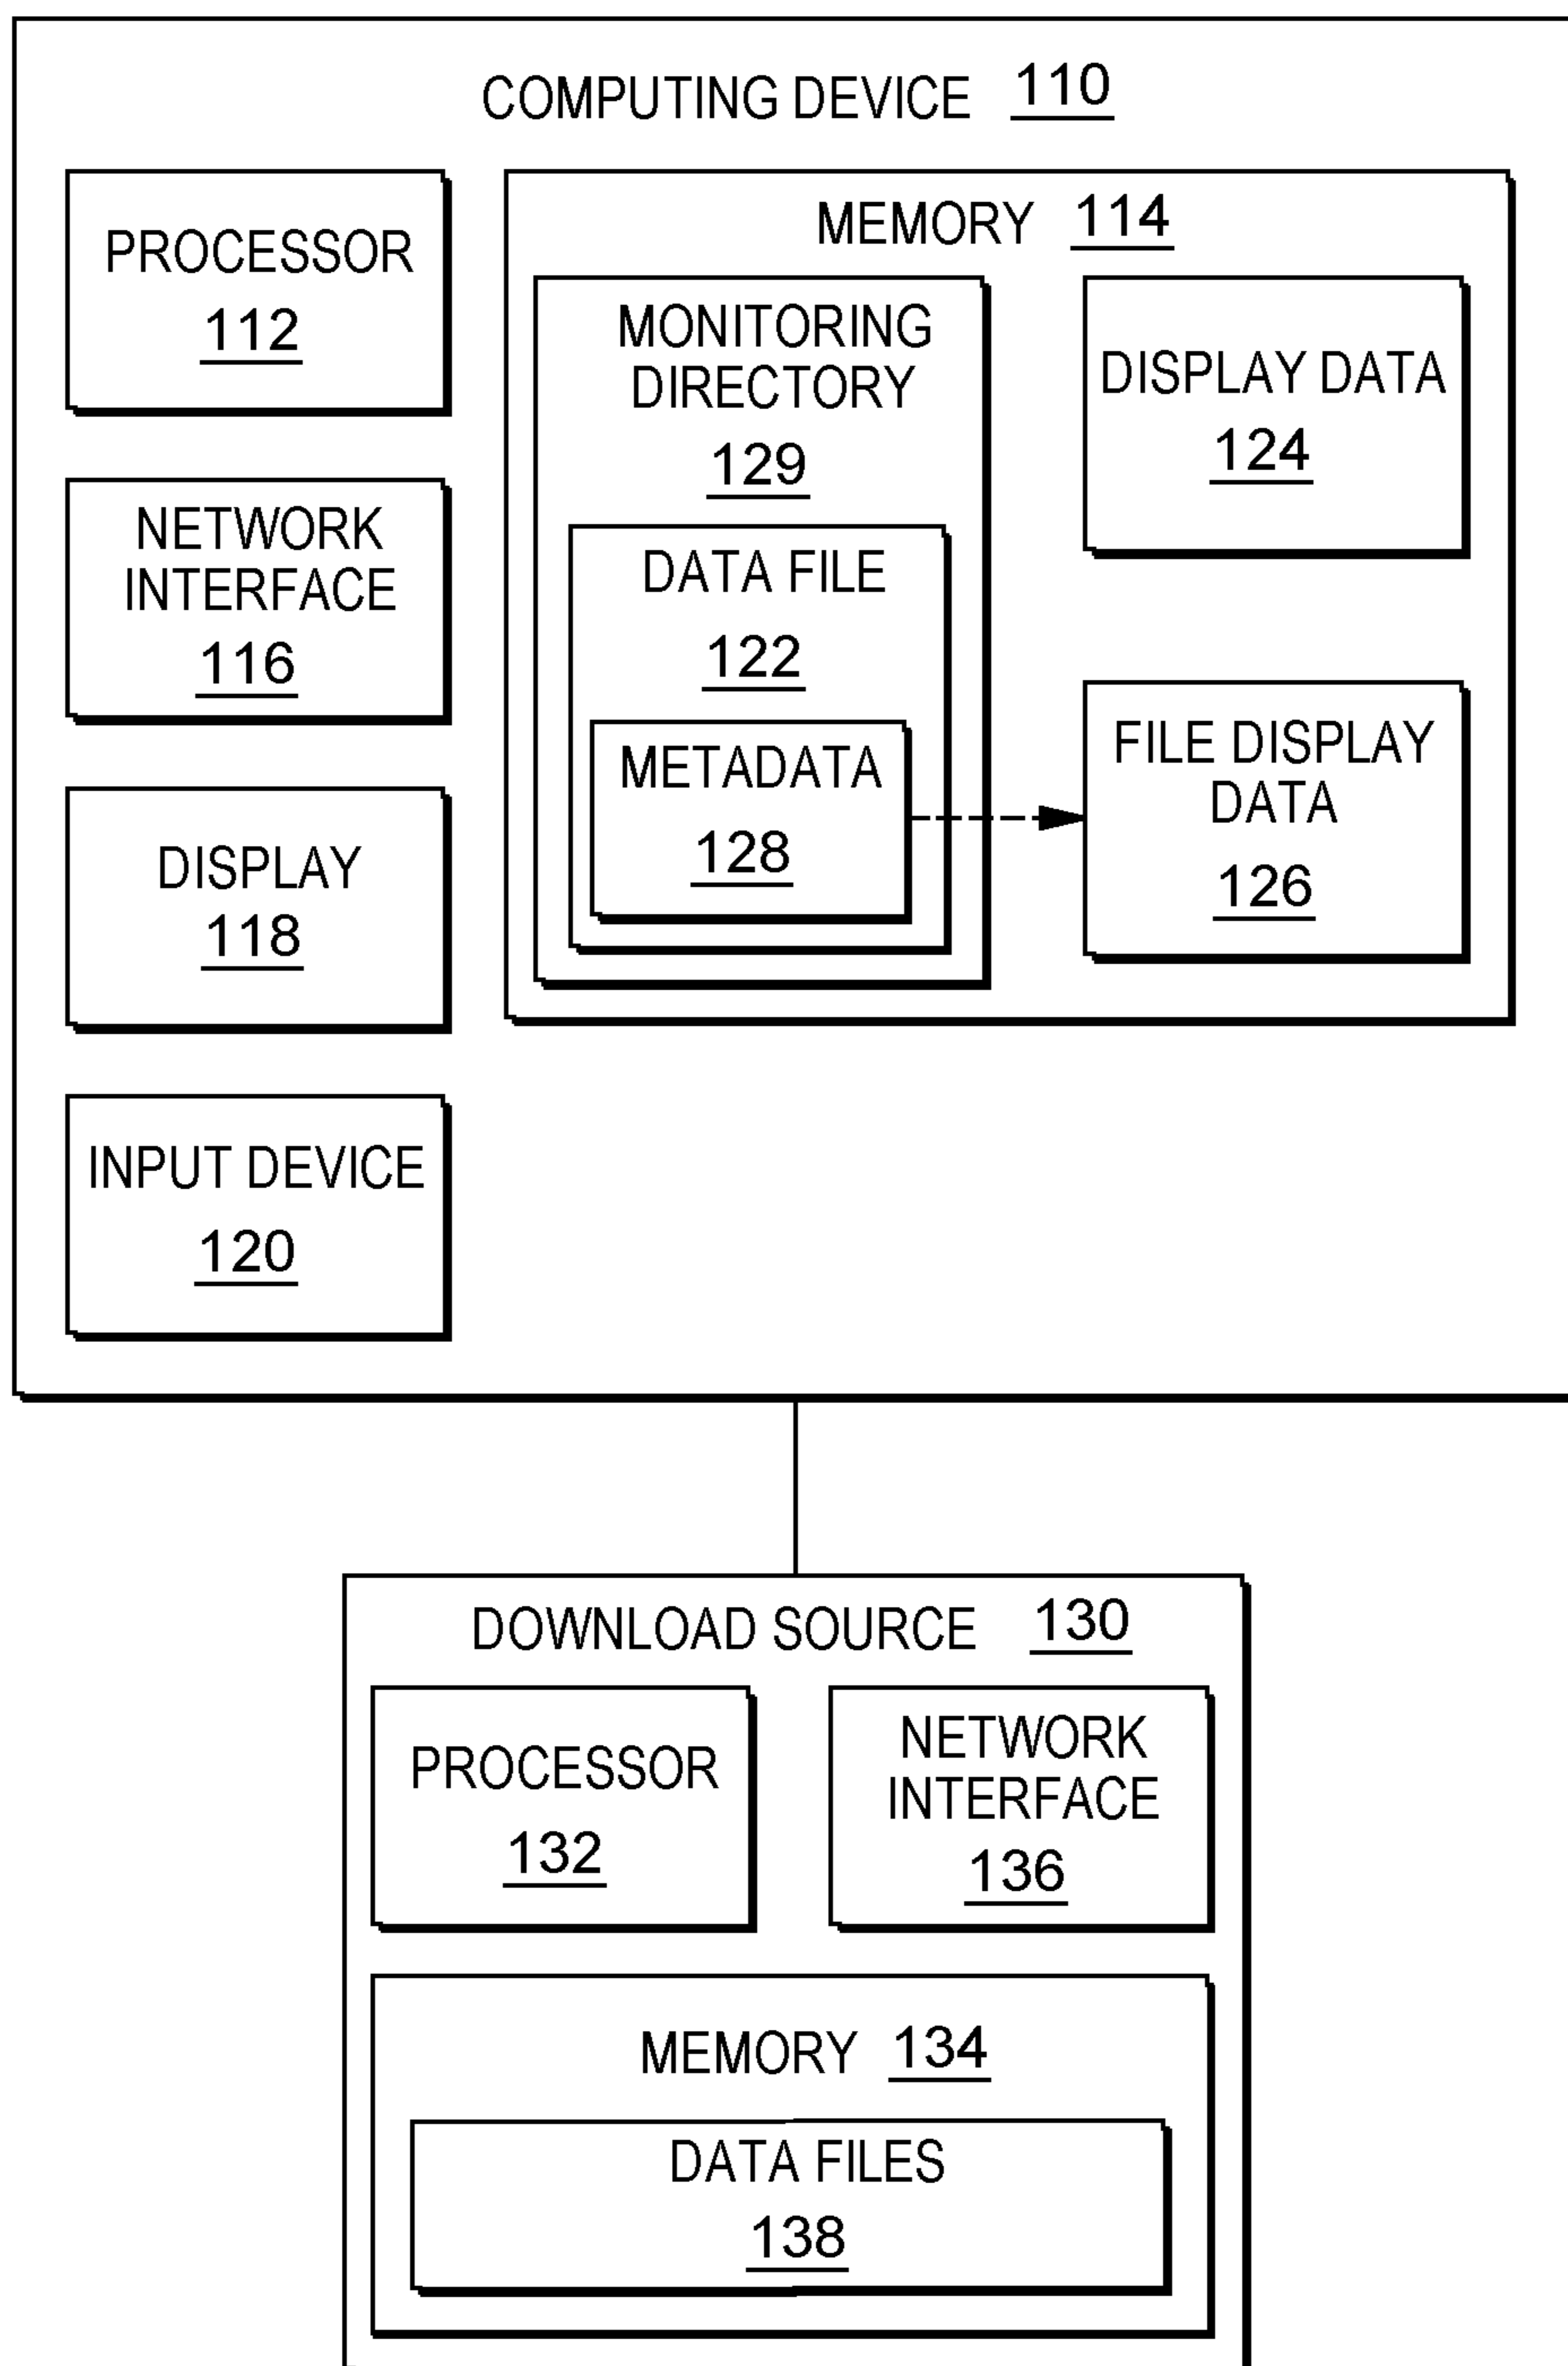 COMPUTING DEVICE 110
PROCESSOR
112
NETWORK
INTERFACE
116
DISPLAY
118
INPUT DEVICE
120
MEMORY 114
MONITORING
DIRECTORY
129
DATA FILE
122
METADATA
128
DISPLAY DATA
124
FILE DISPLAY
DATA
126
DOWNLOAD SOURCE 130
PROCESSOR
132
NETWORK
INTERFACE
136
MEMORY 134
DATA FILES
138